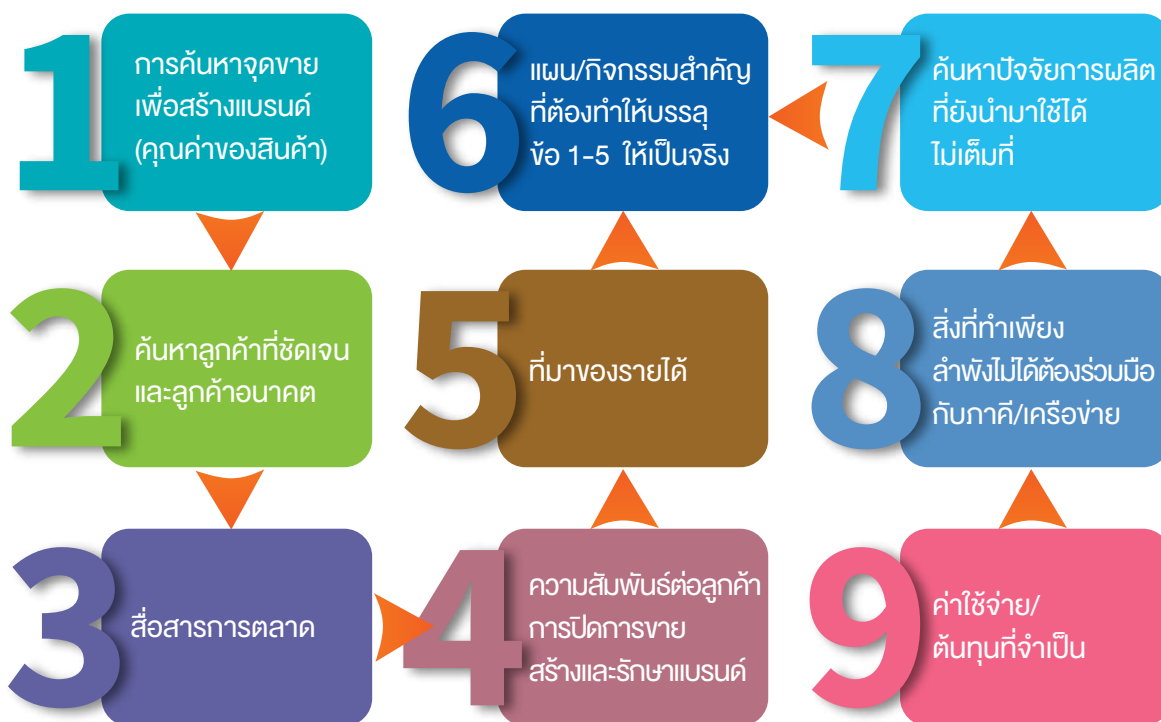 1
การค้นหาจุดขาย
เพื่อสร้างแบรนด์
(คุณค่าของสินค้า)
2
ค้นหาลูกค้าที่ชัดเจน
และลูกค้าอนาคต
3
สื่อสารการตลาด
4
ความสัมพันธ์ต่อลูกค้า
การปิดการขาย
สร้างและรักษาแบรนด์
5
ที่มาของรายได้
6
แผน/กิจกรรมสำคัญ
ที่ต้องทำให้บรรลุ
ข้อ 1-5 ให้เป็นจริง
7
ค้นหาปัจจัยการผลิต
ที่ยังนำมาใช้ได้
ไม่เต็มที่
8
สิ่งที่ทำเพียง
ลำพังไม่ได้ต้องร่วมมือ
กับภาคี/เครือข่าย
9
ค่าใช้จ่าย/
ต้นทุนที่จำเป็น